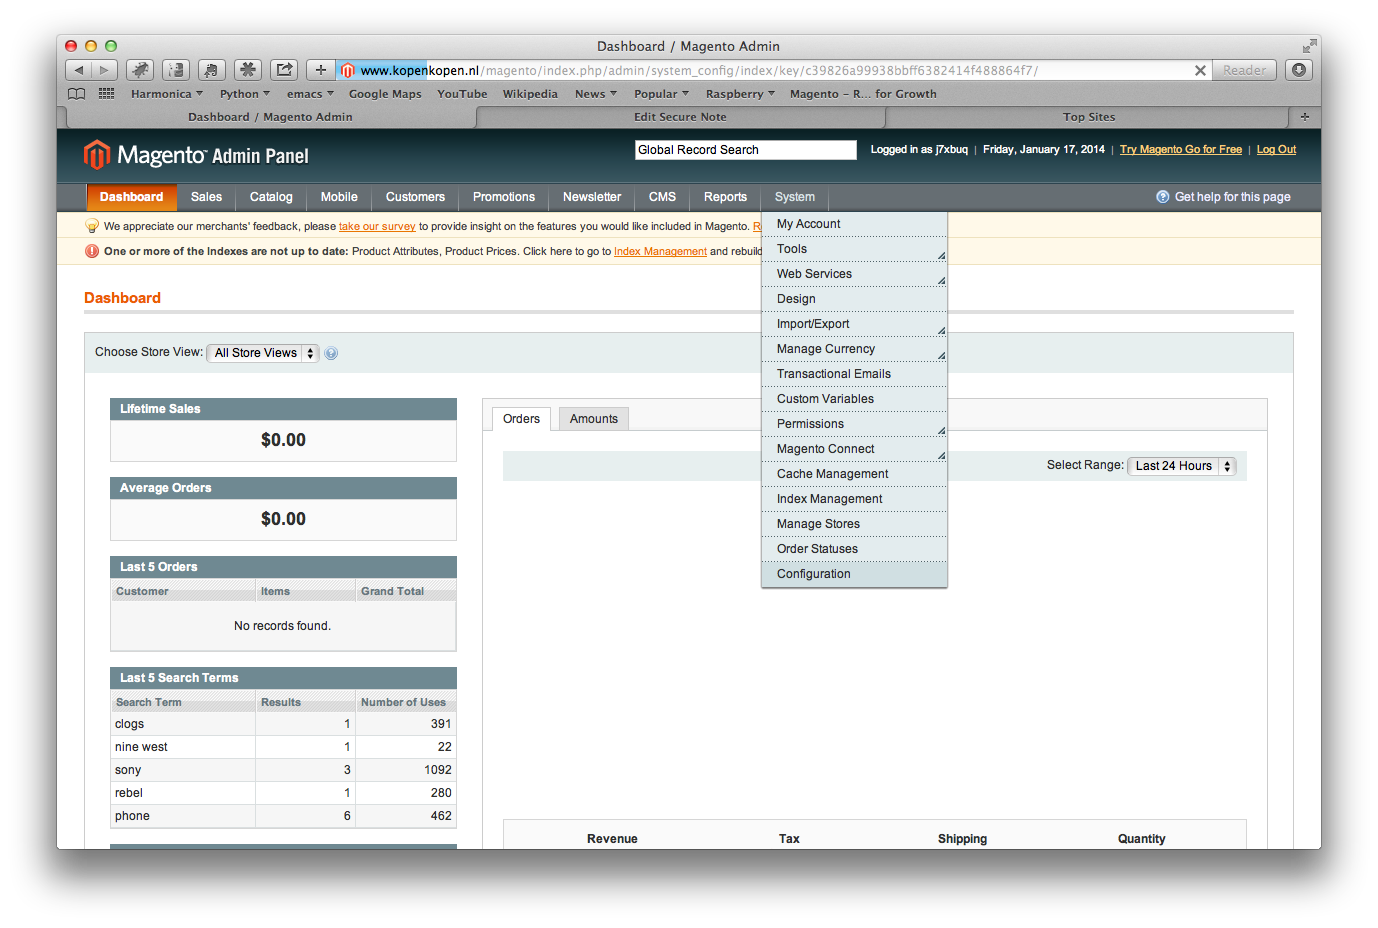 Dashboard / Magento Admin
www.kopenkopen.nl/magento/index.php/admin/system_config/index/key/c39826a99938bbff6382414f488864f7/
Reader
Harmonica Python emacs Google Maps YouTube Wikipedia News Popular Raspberry Magento – R... for Growth
Dashboard / Magento Admin Edit Secure Note Top Sites
Magento™ Admin Panel
Global Record Search
Logged in as j7xbuq | Friday, January 17, 2014 | Try Magento Go for Free | Log Out
Dashboard Sales Catalog Mobile Customers Promotions Newsletter CMS Reports System
Get help for this page
We appreciate our merchants' feedback, please take our survey to provide insight on the features you would like included in Magento. R
One or more of the Indexes are not up to date: Product Attributes, Product Prices. Click here to go to Index Management and rebuild
My Account
Tools
Web Services
Design
Import/Export
Manage Currency
Transactional Emails
Custom Variables
Permissions
Magento Connect
Cache Management
Index Management
Manage Stores
Order Statuses
Configuration
Dashboard
Choose Store View: All Store Views
Lifetime Sales
$0.00
Average Orders
$0.00
Last 5 Orders
Customer Items Grand Total
No records found.
Last 5 Search Terms
Search Term Results Number of Uses
clogs 1 391
nine west 1 22
sony 3 1092
rebel 1 280
phone 6 462
Orders Amounts
Select Range: Last 24 Hours
Revenue Tax Shipping Quantity